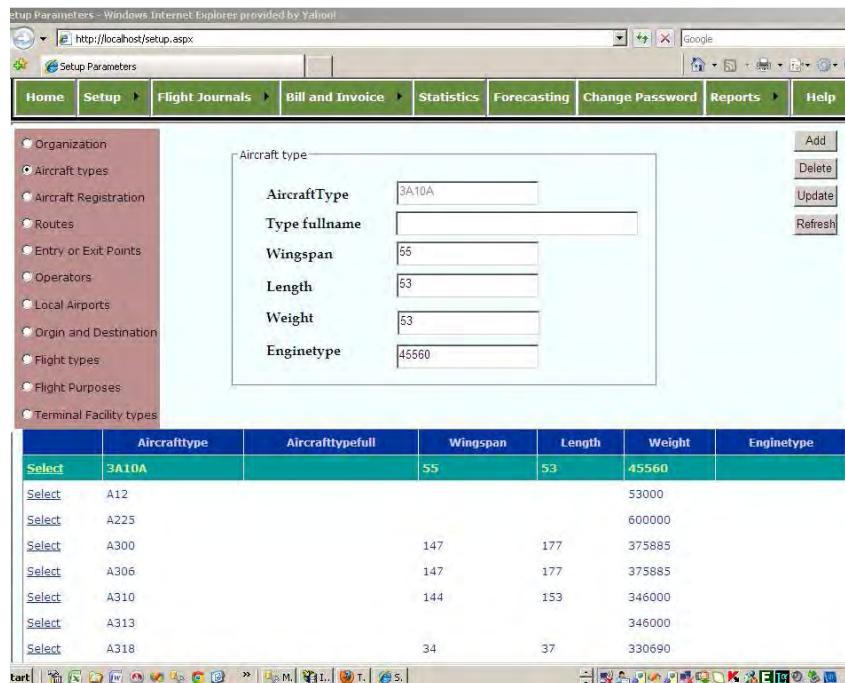 etup Parameters - Windows Internet Explorer provided by Yahoo!
http://localhost/setup.aspx
Google
Setup Parameters
Home Setup Flight Journals Bill and Invoice Statistics Forecasting Change Password Reports Help
Organization
Aircraft types
Aircraft Registration
Routes
Entry or Exit Points
Operators
Local Airports
Orgin and Destination
Flight types
Flight Purposes
Terminal Facility types
Aircraft type
AircraftType 3A10A
Type fullname
Wingspan 55
Length 53
Weight 53
Enginetype 45560
Add
Delete
Update
Refresh
Aircrafttype Aircrafttypefull Wingspan Length Weight Enginetype
Select 3A10A 55 53 45560
Select A12 53000
Select A225 600000
Select A300 147 177 375885
Select A306 147 177 375885
Select A310 144 153 346000
Select A313 346000
Select A318 34 37 330690
tart M. I.. T. S.